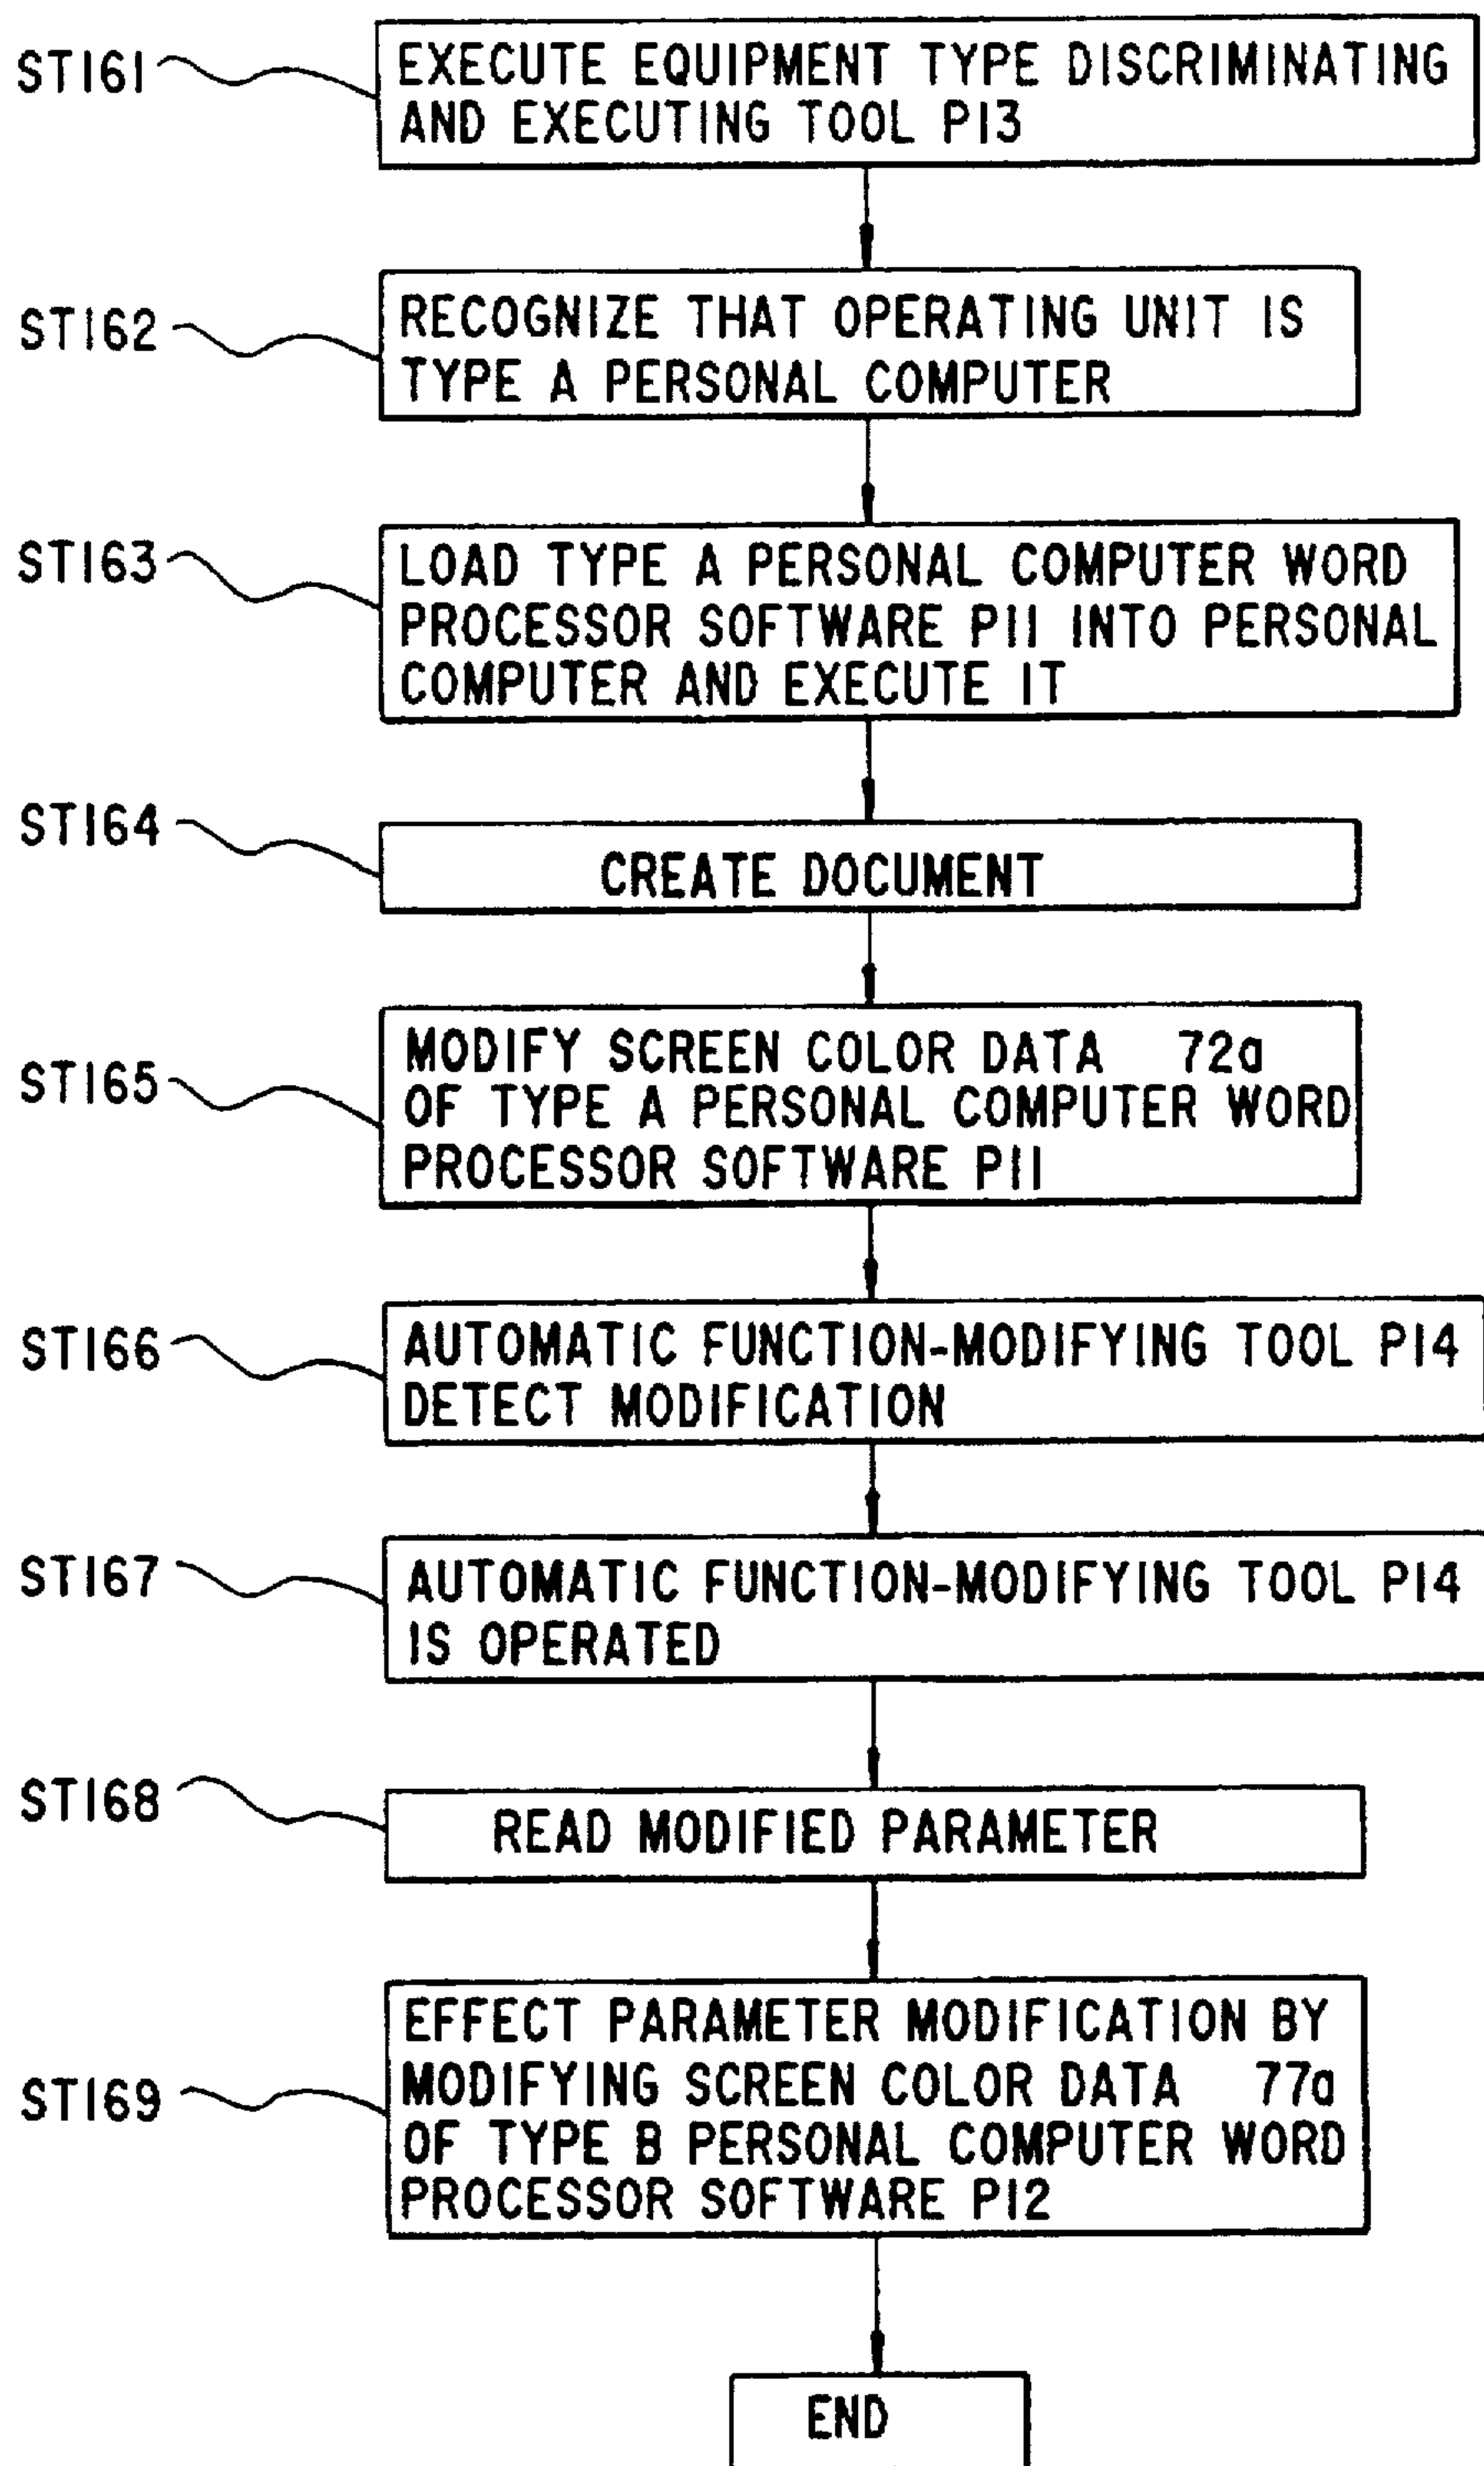 ST161
EXECUTE EQUIPMENT TYPE DISCRIMINATING
AND EXECUTING TOOL P13
ST162
RECOGNIZE THAT OPERATING UNIT IS
TYPE A PERSONAL COMPUTER
ST163
LOAD TYPE A PERSONAL COMPUTER WORD
PROCESSOR SOFTWARE P11 INTO PERSONAL
COMPUTER AND EXECUTE IT
ST164
CREATE DOCUMENT
ST165
MODIFY SCREEN COLOR DATA 72a
OF TYPE A PERSONAL COMPUTER WORD
PROCESSOR SOFTWARE P11
ST166
AUTOMATIC FUNCTION-MODIFYING TOOL P14
DETECT MODIFICATION
ST167
AUTOMATIC FUNCTION-MODIFYING TOOL P14
IS OPERATED
ST168
READ MODIFIED PARAMETER
ST169
EFFECT PARAMETER MODIFICATION BY
MODIFYING SCREEN COLOR DATA 77a
OF TYPE B PERSONAL COMPUTER WORD
PROCESSOR SOFTWARE P12
END